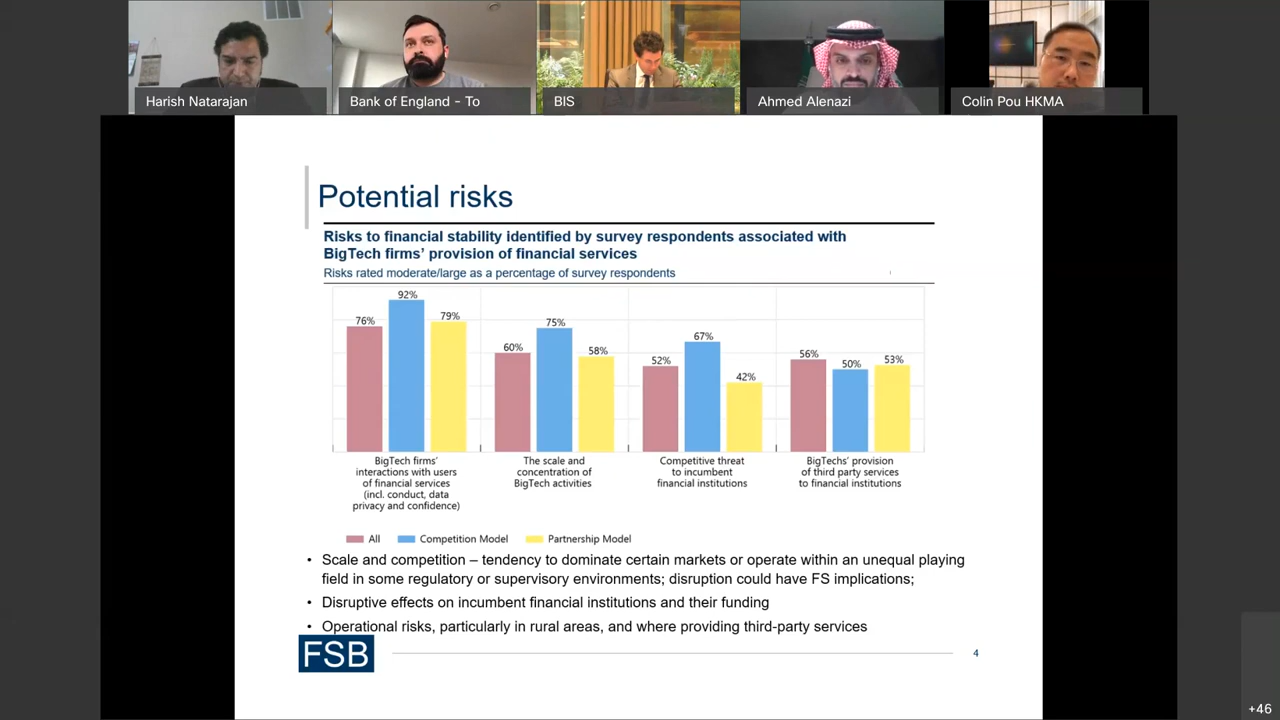 Harish Natarajan
Bank of England - To
BIS
Ahmed Alenazi
Colin Pou HKMA
Potential risks
Risks to financial stability identified by survey respondents associated with
BigTech firms' provision of financial services
Risks rated moderate/large as a percentage of survey respondents
76%
92%
79%
60%
75%
58%
52%
67%
42%
56%
50%
53%
BigTech firms'
interactions with users
of financial services
(incl. conduct, data
privacy and confidence)
The scale and
concentration of
BigTech activities
Competitive threat
to incumbent
financial institutions
BigTechs' provision
of third party services
to financial institutions
All
Competition Model
Partnership Model
• Scale and competition – tendency to dominate certain markets or operate within an unequal playing
field in some regulatory or supervisory environments; disruption could have FS implications;
• Disruptive effects on incumbent financial institutions and their funding
• Operational risks, particularly in rural areas, and where providing third-party services
FSB
4
+46